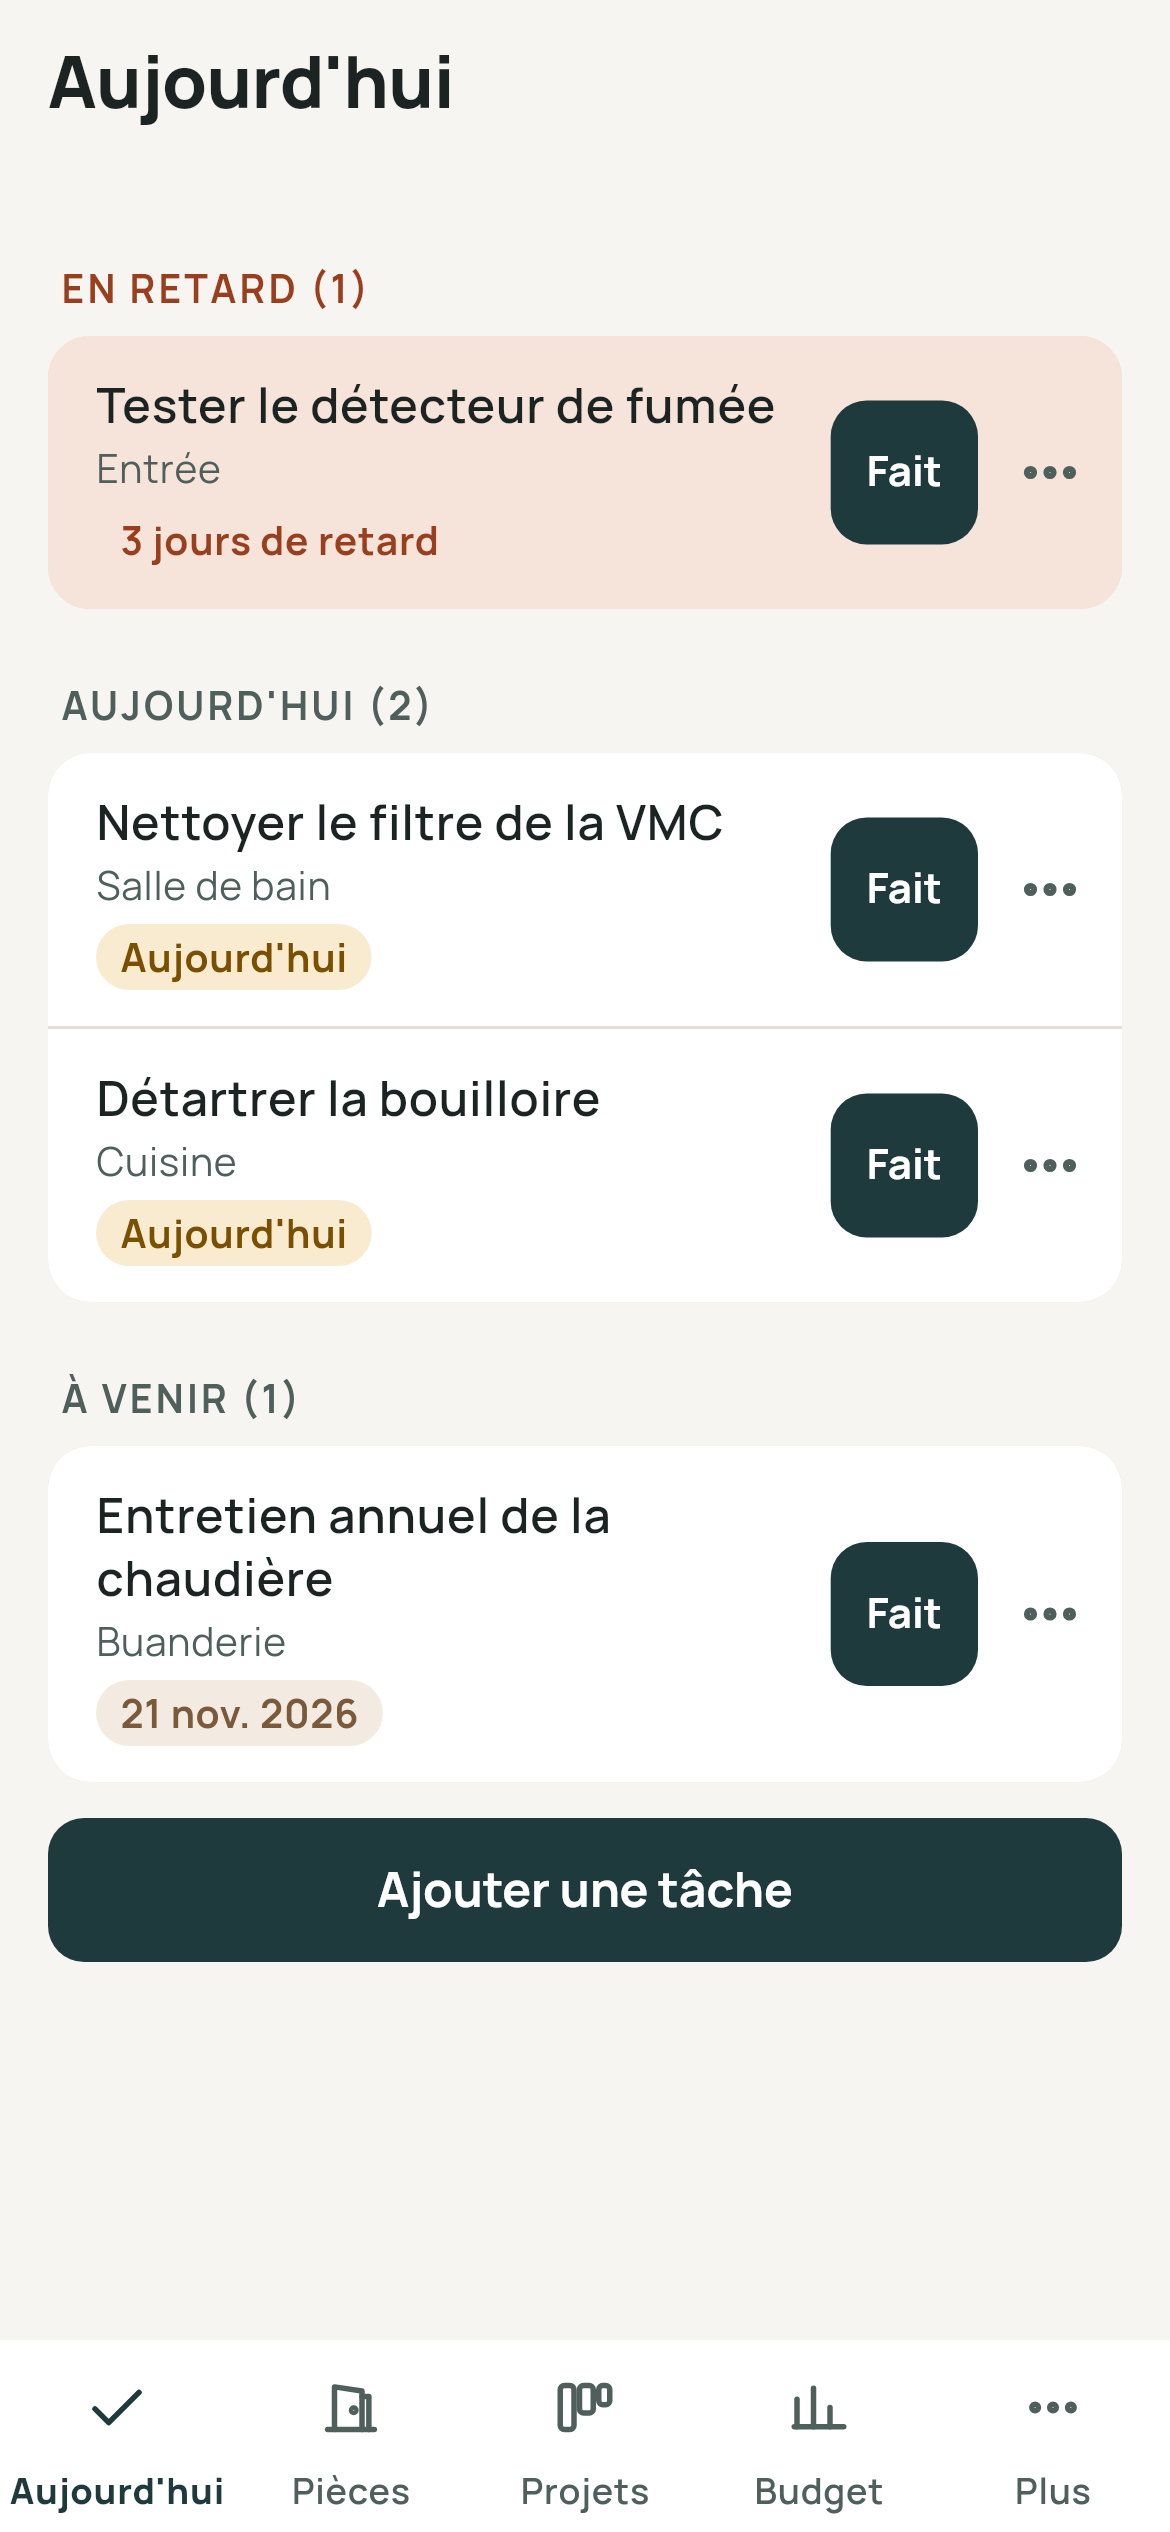 Aujourd'hui
EN RETARD (1)
Tester le détecteur de fumée
Entrée
3 jours de retard
Fait
AUJOURD'HUI (2)
Nettoyer le filtre de la VMC
Salle de bain
Aujourd'hui
Fait
Détartrer la bouilloire
Cuisine
Aujourd'hui
Fait
À VENIR (1)
Entretien annuel de la
chaudière
Buanderie
21 nov. 2026
Fait
Ajouter une tâche
Aujourd'hui
Pièces
Projets
Budget
Plus